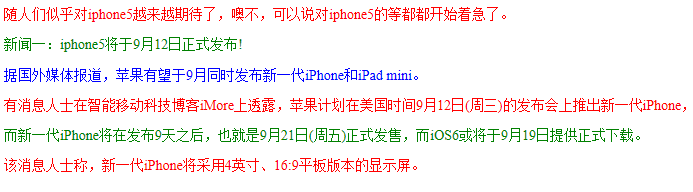 随人们似乎对iphone5越来越期待了，噢不，可以说对iphone5的等都都开始着急了。
新闻一：iphone5将于9月12日正式发布!
据国外媒体报道，苹果有望于9月同时发布新一代iPhone和iPad mini。
有消息人士在智能移动科技博客iMore上透露，苹果计划在美国时间9月12日(周三)的发布会上推出新一代iPhone，
而新一代iPhone将在发布9天之后，也就是9月21日(周五)正式发售，而iOS6或将于9月19日提供正式下载。
该消息人士称，新一代iPhone将采用4英寸、16:9平板版本的显示屏。